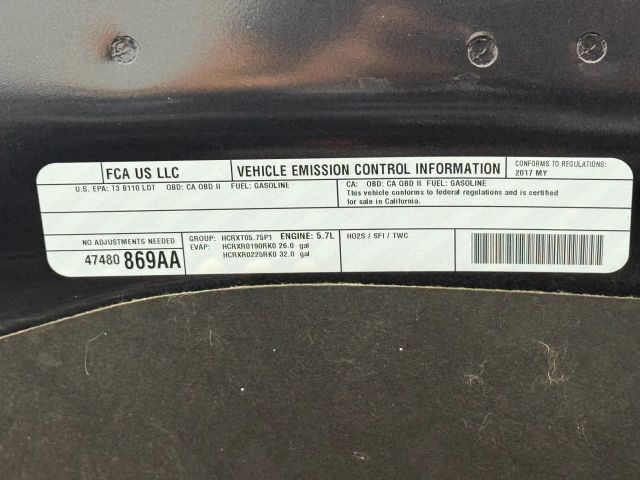 FCA US LLC
VEHICLE EMISSION CONTROL INFORMATION
CONFORMS TO REGULATIONS:
2017 MY
U.S. EPA: T3 B110 LDT OBD: CA OBD II FUEL: GASOLINE
CA: OBD: CA OBD II FUEL: GASOLINE
This vehicle conforms to federal regulations and is certified
for sale in California.
NO ADJUSTMENTS NEEDED
47480 869AA
GROUP: HCRXT05.75P1 ENGINE: 5.7L
EVAP: HCRXR0190RK0 26.0 gal
HCRXR0225RK0 32.0 gal
HO2S / SFI / TWC